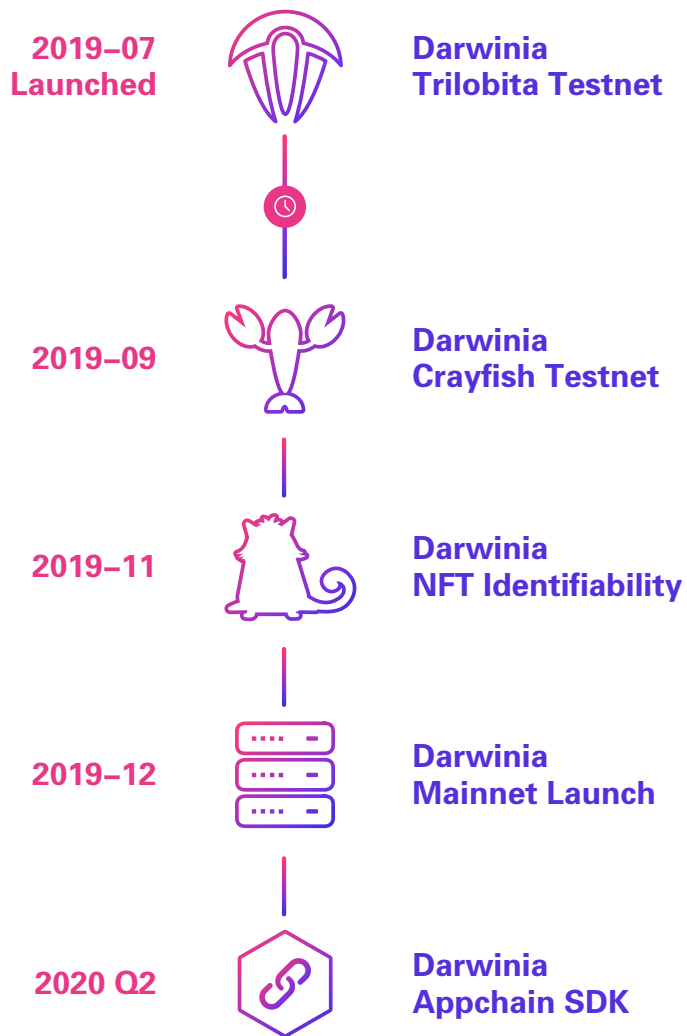 2019–07
Launched
Darwinia
Trilobita Testnet
2019–09
Darwinia
Crayfish Testnet
2019–11
Darwinia
NFT Identifiability
2019–12
Darwinia
Mainnet Launch
2020 Q2
Darwinia
Appchain SDK